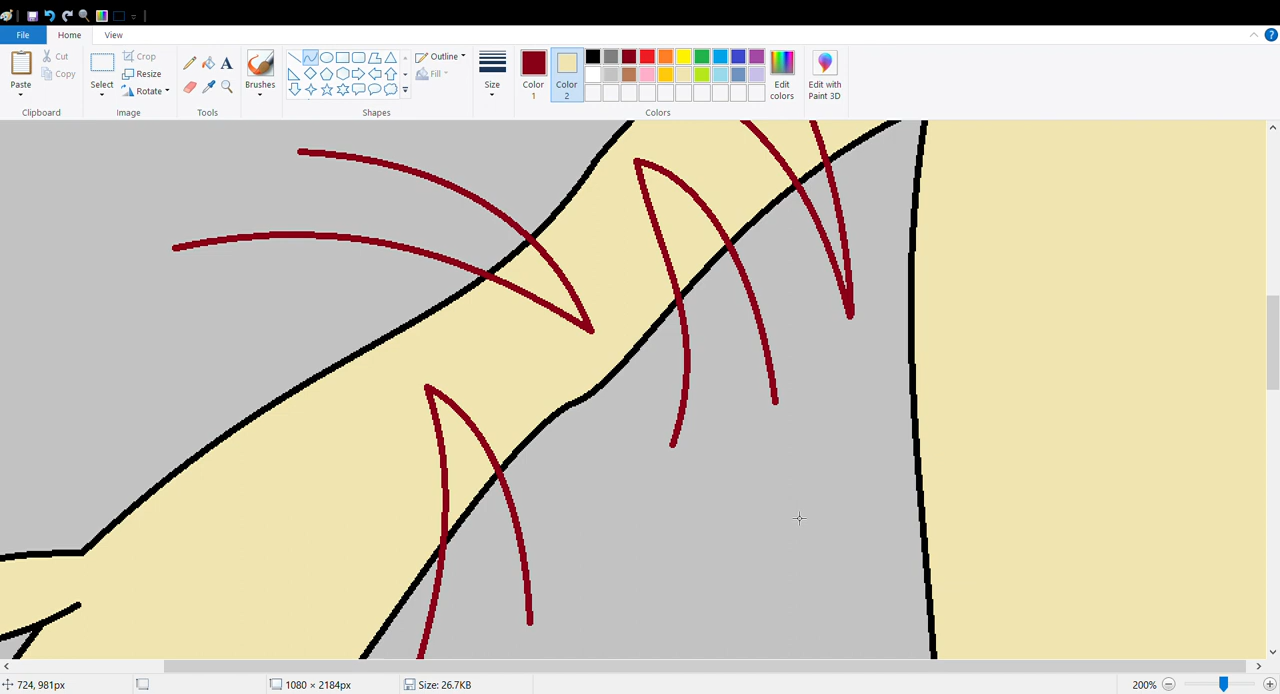 File Home View
Paste
Cut
Copy
Clipboard
Select
Crop
Resize
Rotate
Image
A
Tools
Brushes
Outline
Fill
Shapes
Size
Color 1
Color 2
Edit colors
Colors
Edit with Paint 3D
724, 981px
1080 × 2184px
Size: 26.7KB
200%